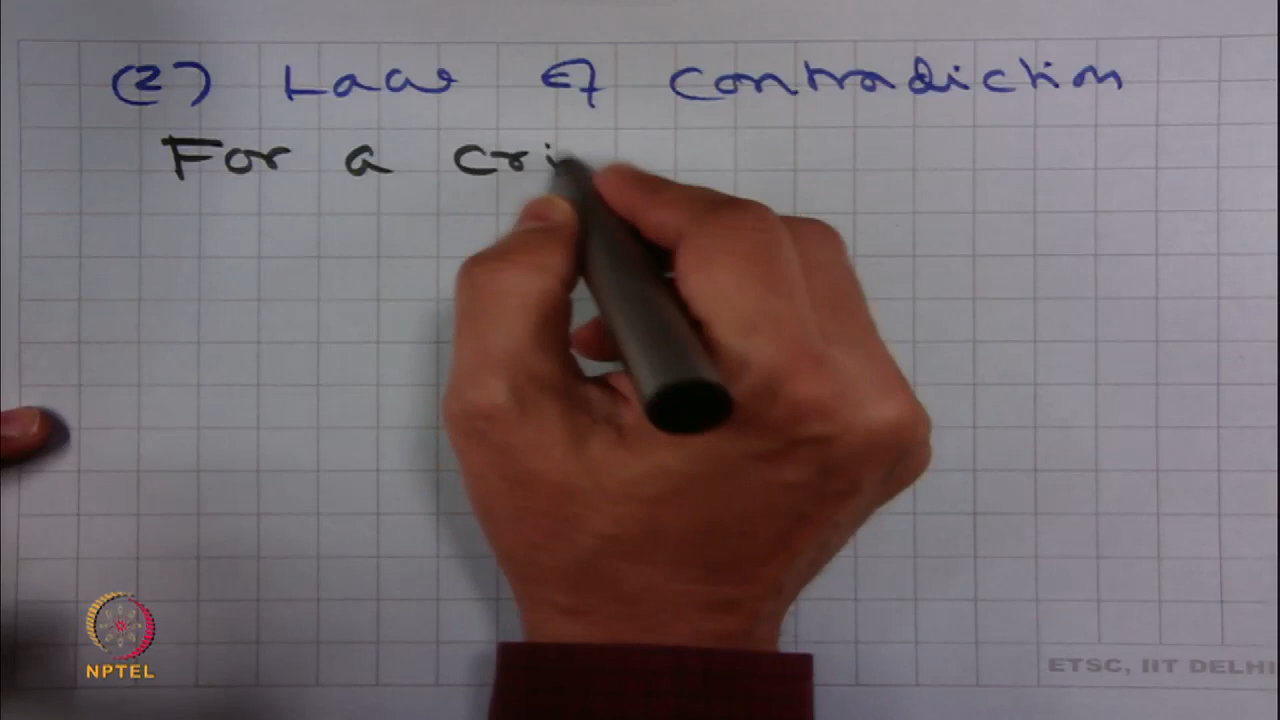 (2) Law of Contradiction
For a cri
NPTEL
ETSC, IIT DELHI